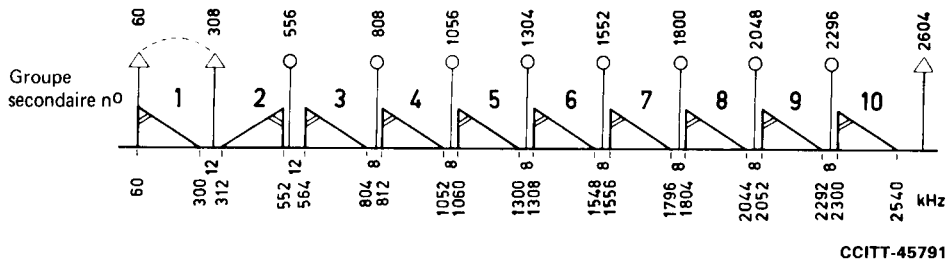 60 308 556 808 1056 1304 1552 1800 2048 2296 2604
Groupe
secondaire nº 1 2 3 4 5 6 7 8 9 10
12 12 8 8 8 8 8 8 8 8
60 300 312 552 564 804 812 1052 1060 1300 1308 1548 1556 1796 1804 2044 2052 2292 2300 2540 kHz
CCITT-45791